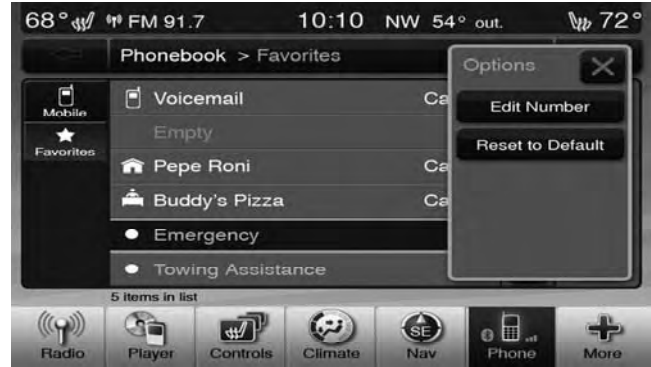 68° FM 91.7 10:10 NW 54° out. 72°
Phonebook > Favorites
Options
Mobile
Favorites
Voicemail Ca
Empty
Pepe Roni Ca
Buddy's Pizza Ca
Emergency
Towing Assistance
Edit Number
Reset to Default
5 items in list
Radio Player Controls Climate SE Nav Phone More